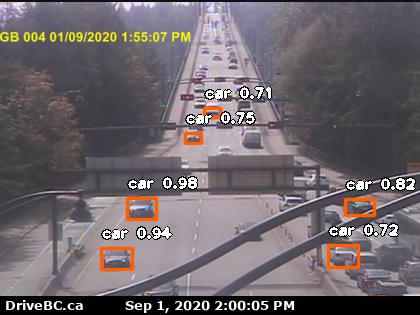 GB 004 01/09/2020 1:55:07 PM
car 0.71
car 0.75
car 0.98
car 0.82
car 0.94
car 0.72
DriveBC.ca Sep 1, 2020 2:00:05 PM